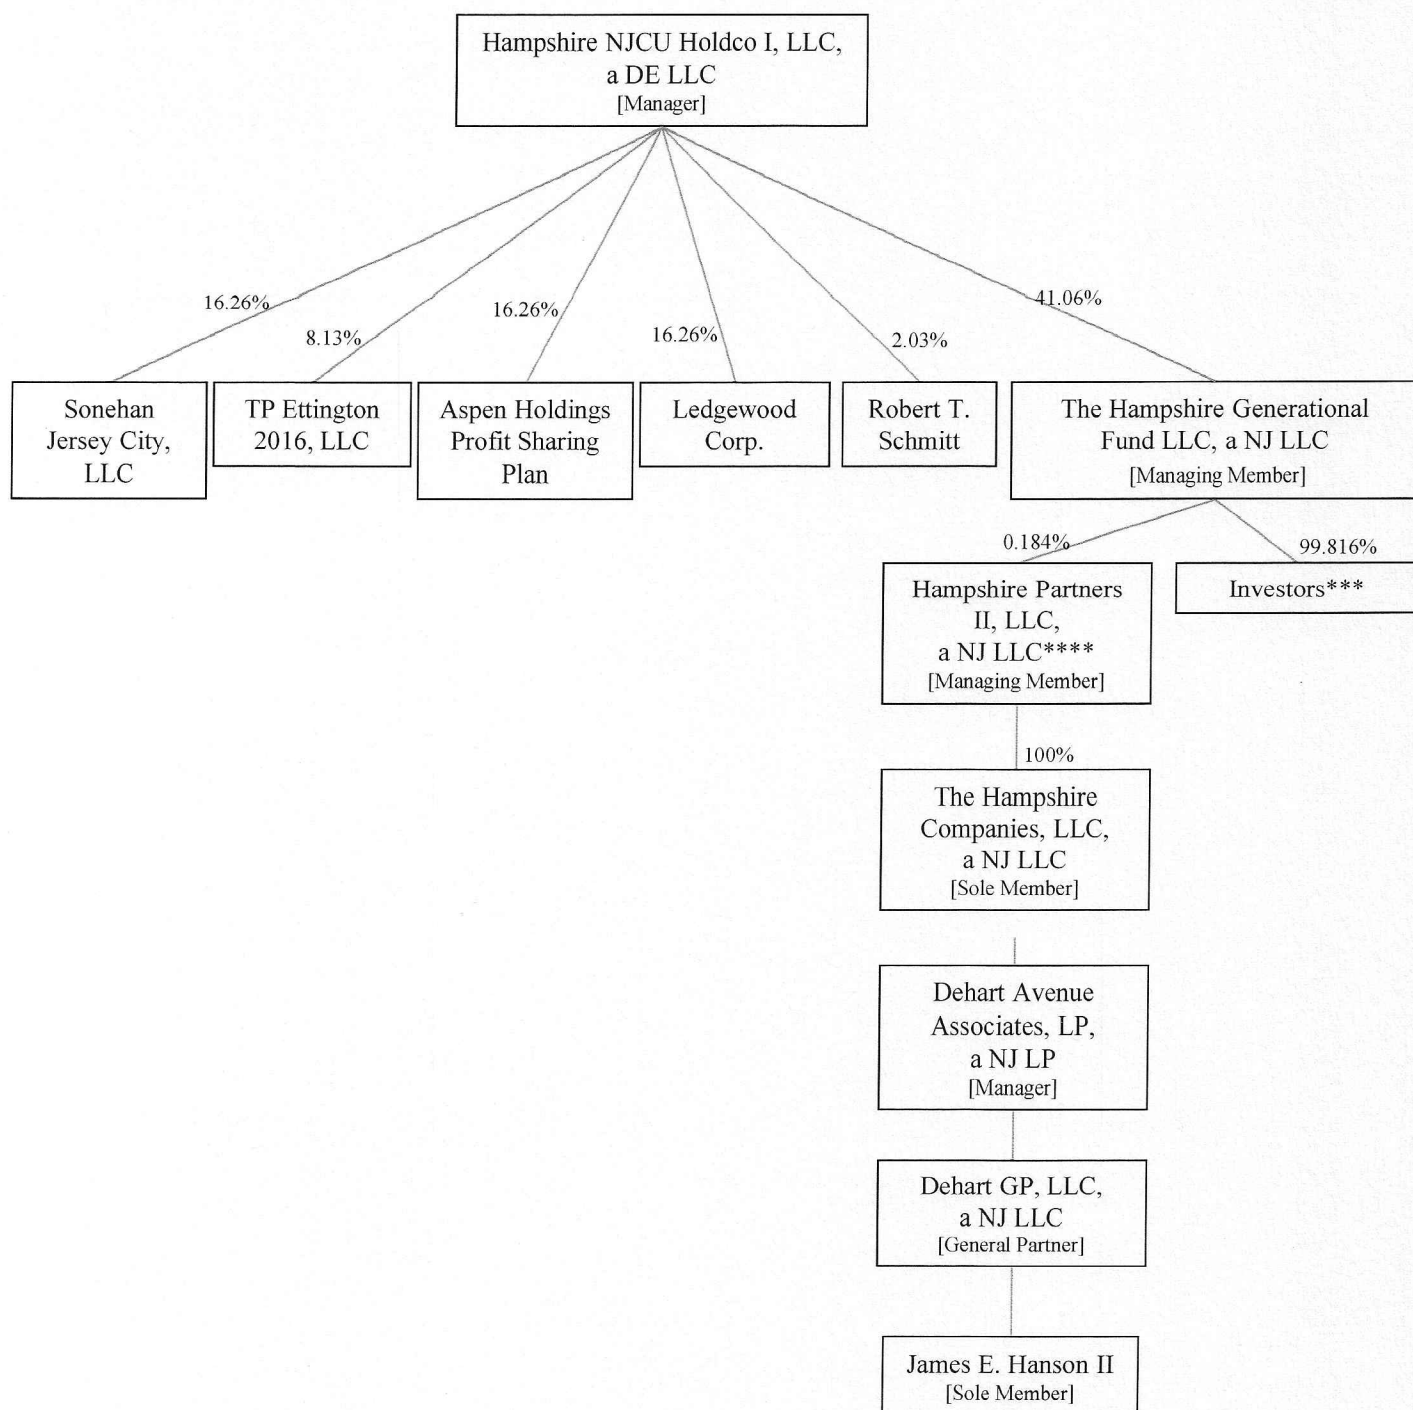 Hampshire NJCU Holdco I, LLC,
a DE LLC
[Manager]
16.26%
8.13%
16.26%
16.26%
2.03%
41.06%
Sonehan
Jersey City,
LLC
TP Ettington
2016, LLC
Aspen Holdings
Profit Sharing
Plan
Ledgewood
Corp.
Robert T.
Schmitt
The Hampshire Generational
Fund LLC, a NJ LLC
[Managing Member]
0.184%
99.816%
Hampshire Partners
II, LLC,
a NJ LLC****
[Managing Member]
Investors***
100%
The Hampshire
Companies, LLC,
a NJ LLC
[Sole Member]
Dehart Avenue
Associates, LP,
a NJ LP
[Manager]
Dehart GP, LLC,
a NJ LLC
[General Partner]
James E. Hanson II
[Sole Member]